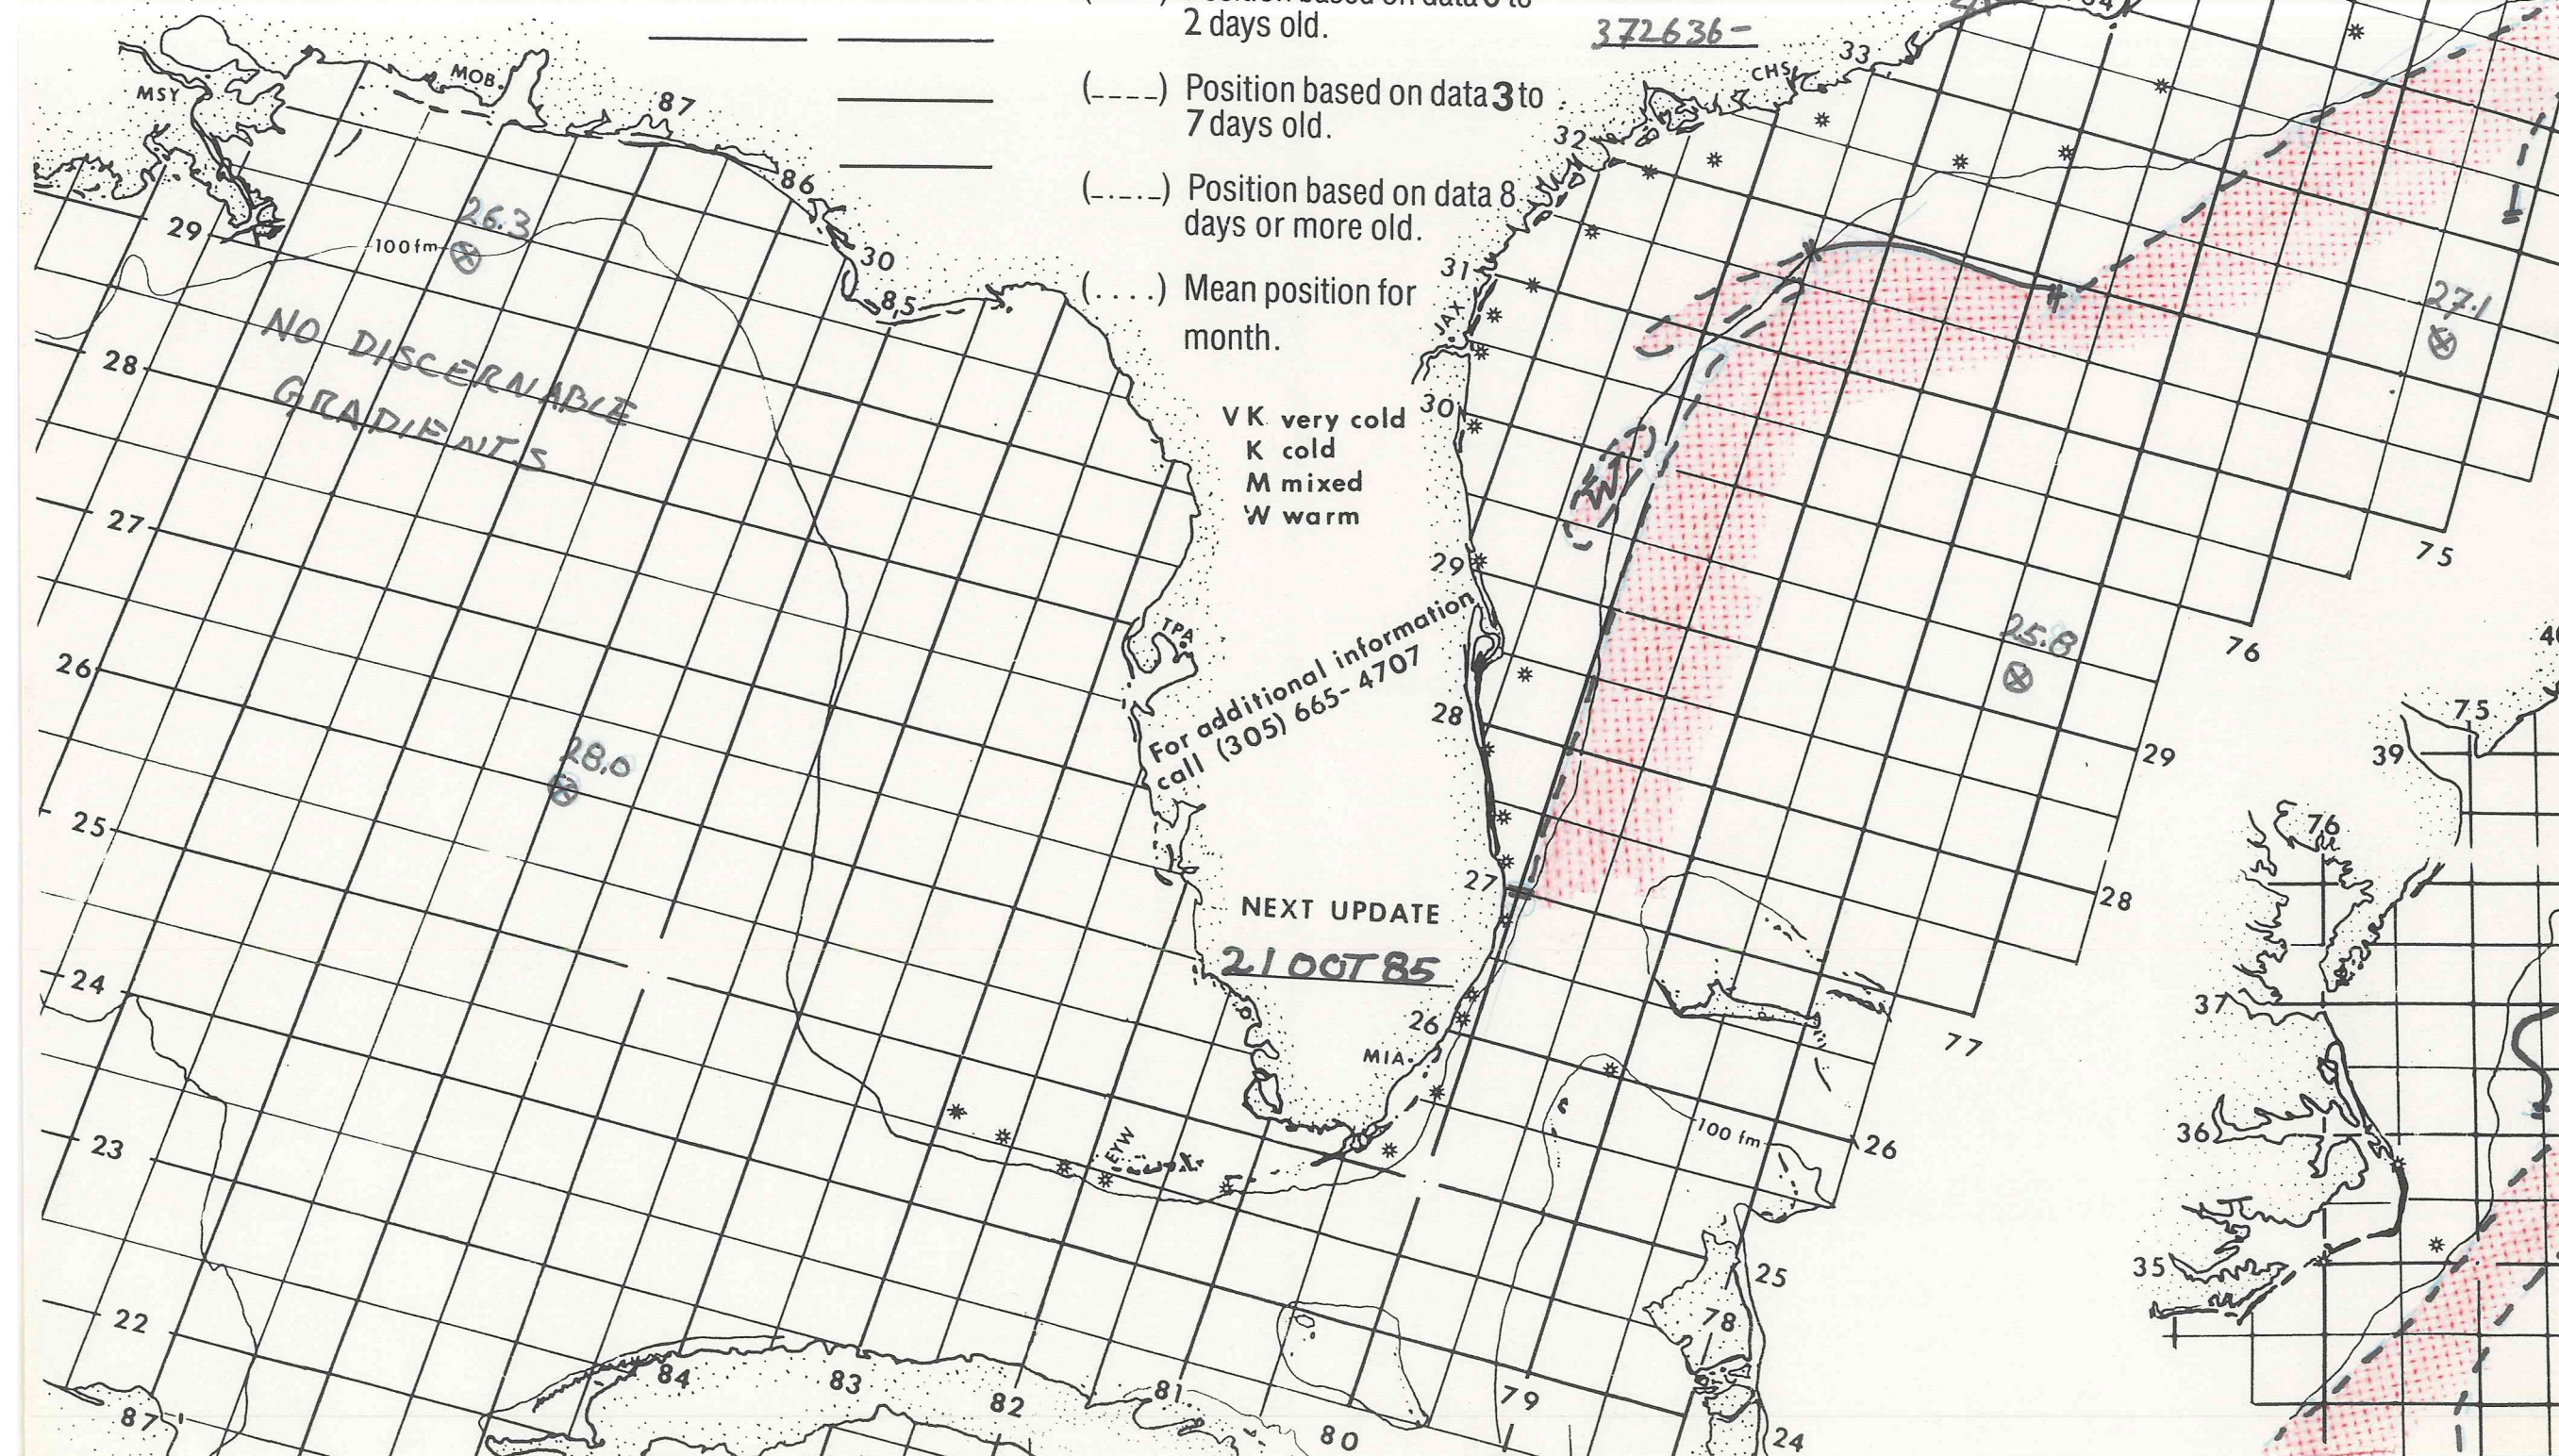 2 days old.
(----) Position based on data 3 to
7 days old.
(_._._) Position based on data 8
days or more old.
(....) Mean position for
month.
372636-
MSY
MOB.
87
86
30
85
29
100fm
26.3
NO DISCERNABLE
GRADIENTS
28
27
26
25
24
23
22
28.0
VK very cold
K cold
M mixed
W warm
TPA
For additional information
call (305) 665-4707
NEXT UPDATE
21 OCT 85
MIA.
EYW
CHS
33
32
31
JAX
30
29
28
27
26
W
27.1
25.8
75
76
29
28
77
26
100 fm
25
78
24
79
80
81
82
83
84
87
75
39
76
37
36
35